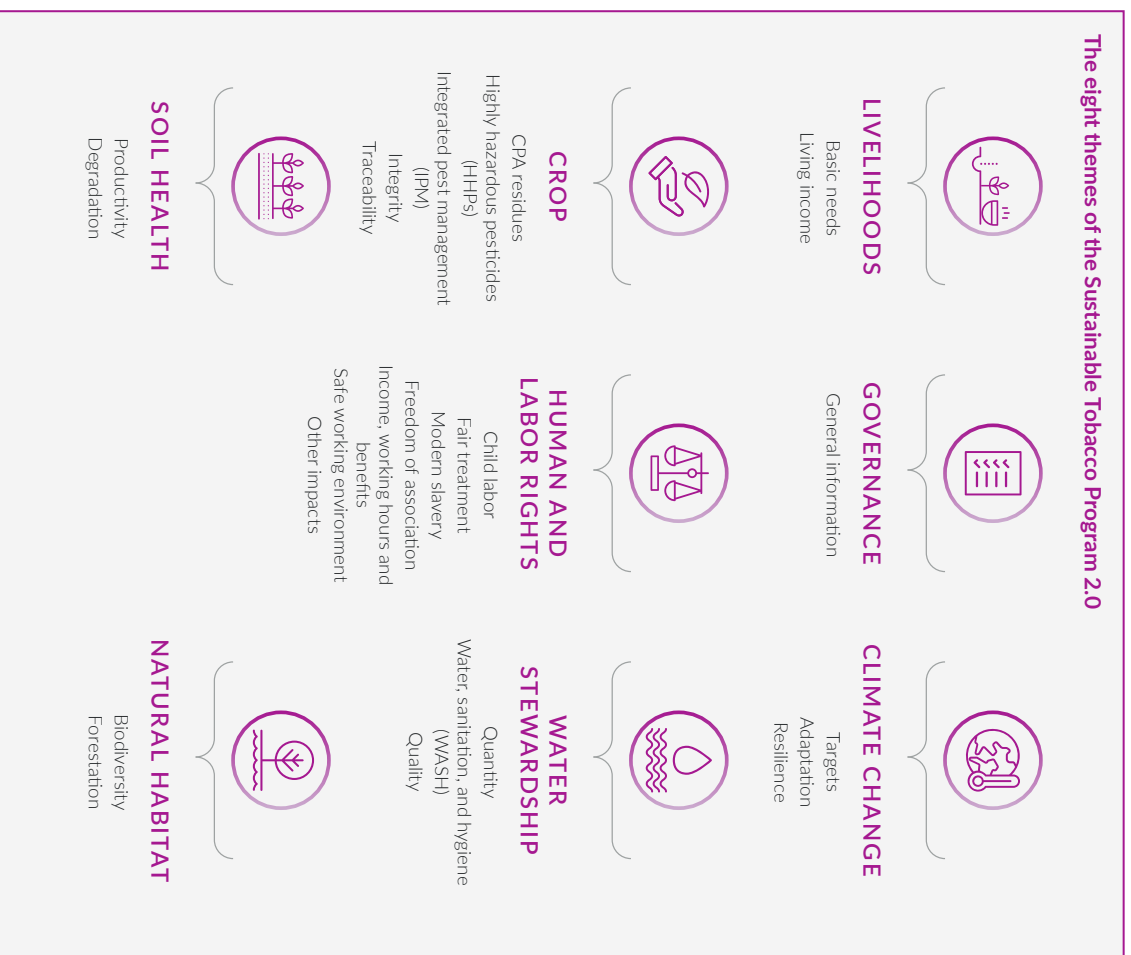 The eight themes of the Sustainable Tobacco Program 2.0
LIVELIHOODS
Basic needs
Living income
GOVERNANCE
General information
CLIMATE CHANGE
Targets
Adaptation
Resilience
CROP
CPA residues
Highly hazardous pesticides
(HHPs)
Integrated pest management
(IPM)
Integrity
Traceability
HUMAN AND
LABOR RIGHTS
Child labor
Fair treatment
Modern slavery
Freedom of association
Income, working hours and
benefits
Safe working environment
Other impacts
WATER
STEWARDSHIP
Quantity
Water, sanitation, and hygiene
(WASH)
Quality
SOIL HEALTH
Productivity
Degradation
NATURAL HABITAT
Biodiversity
Forestation